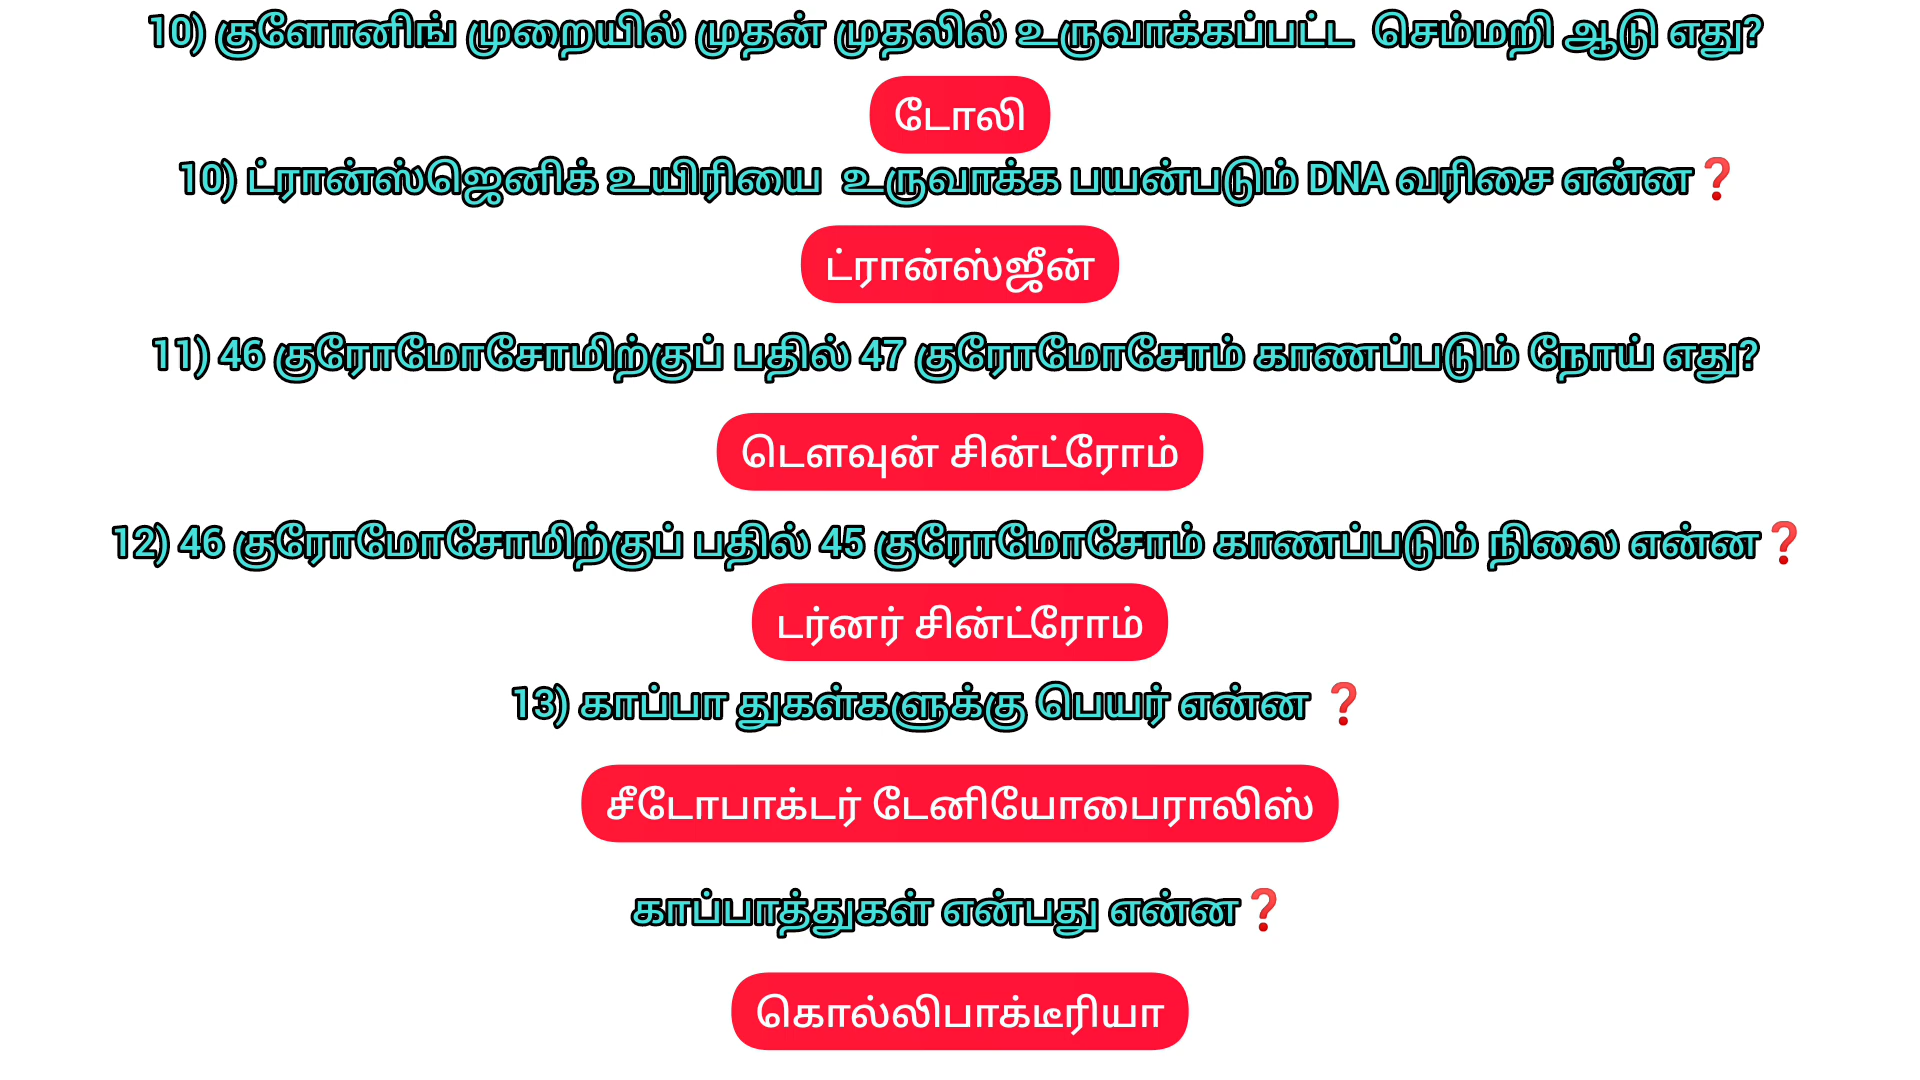 10) குளோனிங் முறையில் முதன் முதலில் உருவாக்கப்பட்ட செம்மறி ஆடு எது?
டோலி
10) ட்ரான்ஸ்ஜெனிக் உயிரியை உருவாக்க பயன்படும் DNA வரிசை என்ன❓
ட்ரான்ஸ்ஜீன்
11) 46 குரோமோசோமிற்குப் பதில் 47 குரோமோசோம் காணப்படும் நோய் எது?
டௌவுன் சின்ட்ரோம்
12) 46 குரோமோசோமிற்குப் பதில் 45 குரோமோசோம் காணப்படும் நிலை என்ன❓
டர்னர் சின்ட்ரோம்
13) காப்பா துகள்களுக்கு பெயர் என்ன ❓
சீடோபாக்டர் டேனியோபைராலிஸ்
காப்பாத்துகள் என்பது என்ன❓
கொல்லிபாக்டீரியா